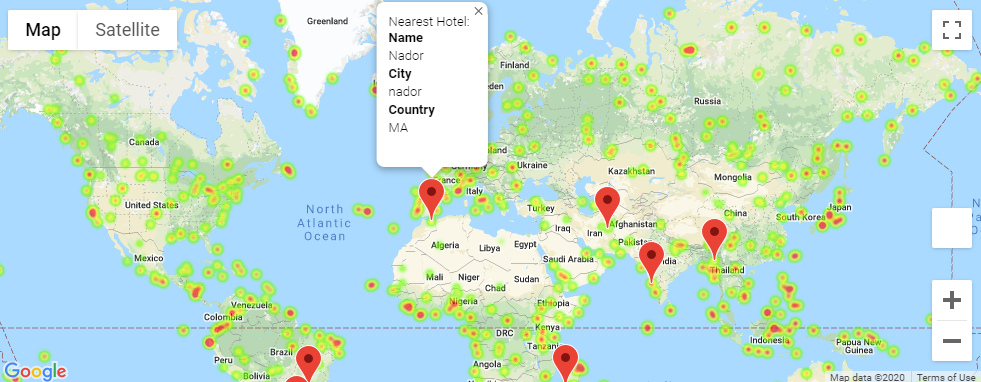 Map
Satellite
Nearest Hotel:
Name
Nador
City
nador
Country
MA
Greenland
Finland
Russia
Canada
Ukraine
Kazakhstan
Mongolia
Italy
United States
North
Atlantic
Ocean
Turkey
China
South Korea
Japan
Iraq
Iran
Afghanistan
Algeria
Libya
Egypt
Mexico
Saudi Arabia
Thailand
Mali
Niger
Chad
Sudan
Venezuela
Nigeria
Ethiopia
Colombia
DRC
Kenya
Indonesia
Papua New
Guinea
Peru
Brazil
Bolivia
Angola
Google
Map data ©2020
Terms of Use